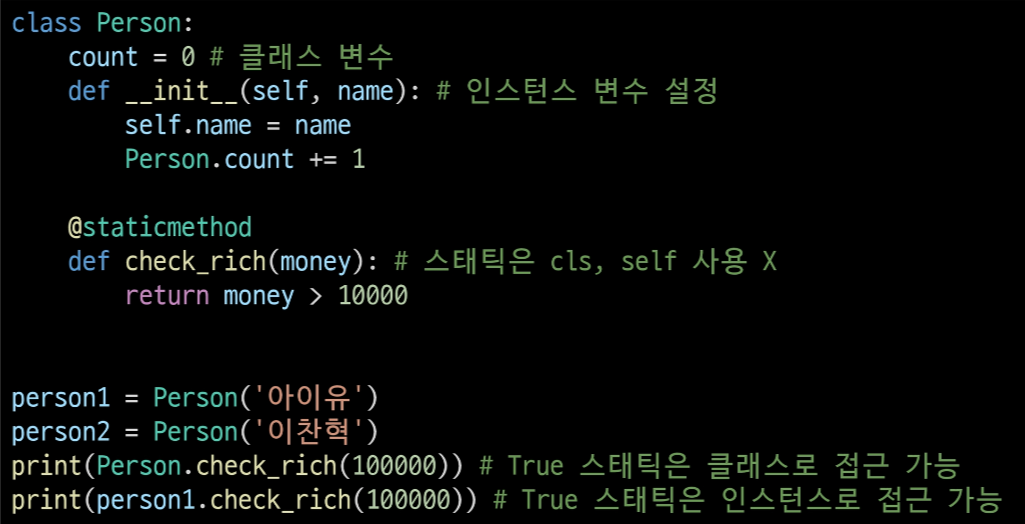 class Person:
    count = 0 # 클래스 변수
    def __init__(self, name): # 인스턴스 변수 설정
        self.name = name
        Person.count += 1

    @staticmethod
    def check_rich(money): # 스태틱은 cls, self 사용 X
        return money > 10000


person1 = Person('아이유')
person2 = Person('이찬혁')
print(Person.check_rich(100000)) # True 스태틱은 클래스로 접근 가능
print(person1.check_rich(100000)) # True 스태틱은 인스턴스로 접근 가능